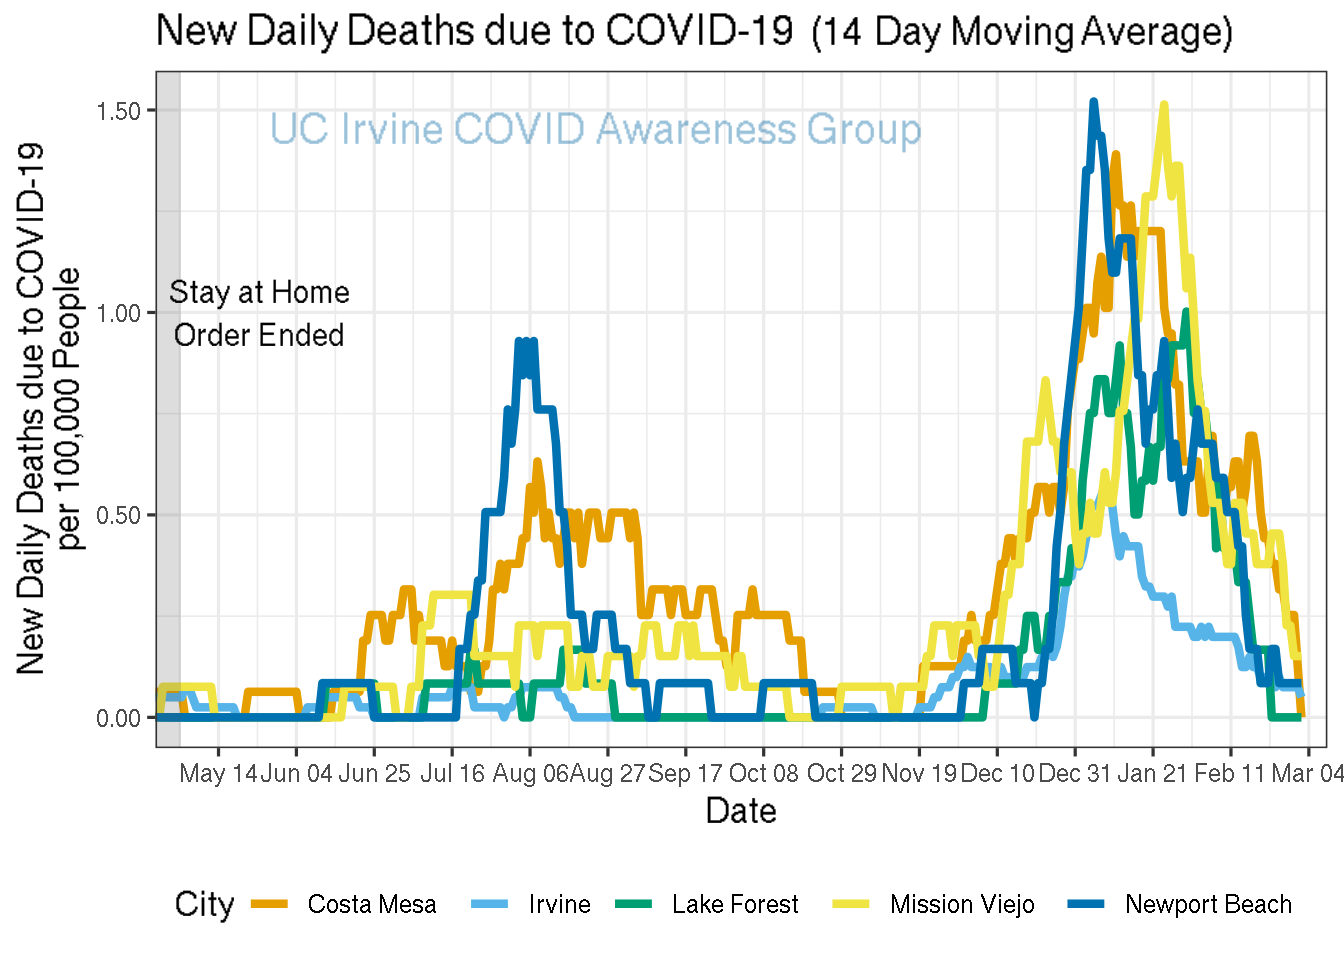 New Daily Deaths due to COVID-19 (14 Day Moving Average)
UC Irvine COVID Awareness Group
Stay at Home
Order Ended
New Daily Deaths due to COVID-19
per 100,000 People
1.50
1.00
0.50
0.00
May 14 Jun 04 Jun 25 Jul 16 Aug 06 Aug 27 Sep 17 Oct 08 Oct 29 Nov 19 Dec 10 Dec 31 Jan 21 Feb 11 Mar 04
Date
City Costa Mesa Irvine Lake Forest Mission Viejo Newport Beach